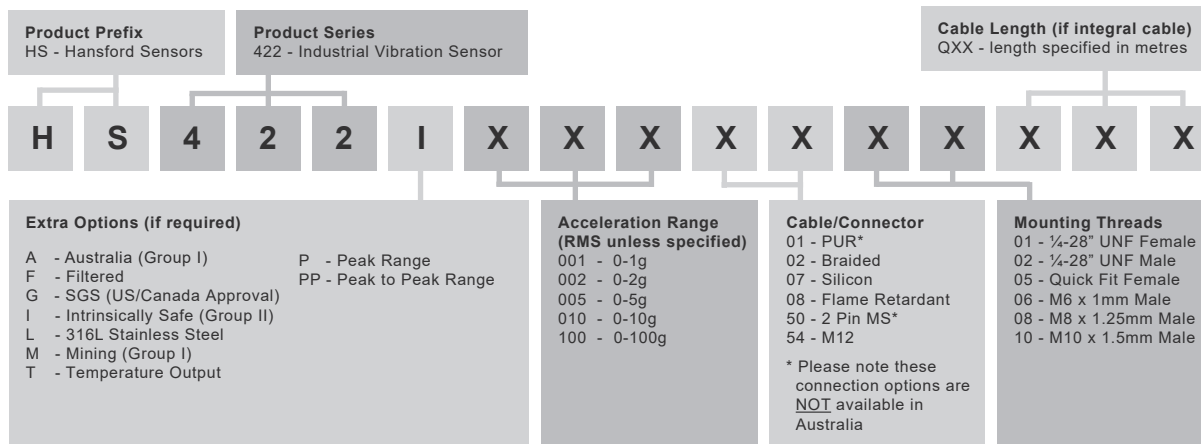 Product Prefix
HS - Hansford Sensors
Product Series
422 - Industrial Vibration Sensor
Cable Length (if integral cable)
QXX - length specified in metres
H S 4 2 2 I X X X X X X X X X X
Extra Options (if required)
A - Australia (Group I)
F - Filtered
G - SGS (US/Canada Approval)
I - Intrinsically Safe (Group II)
L - 316L Stainless Steel
M - Mining (Group I)
T - Temperature Output
P - Peak Range
PP - Peak to Peak Range
Acceleration Range
(RMS unless specified)
001 - 0-1g
002 - 0-2g
005 - 0-5g
010 - 0-10g
100 - 0-100g
Cable/Connector
01 - PUR*
02 - Braided
07 - Silicon
08 - Flame Retardant
50 - 2 Pin MS*
54 - M12
* Please note these
connection options are
NOT available in
Australia
Mounting Threads
01 - ¼-28” UNF Female
02 - ¼-28” UNF Male
05 - Quick Fit Female
06 - M6 x 1mm Male
08 - M8 x 1.25mm Male
10 - M10 x 1.5mm Male